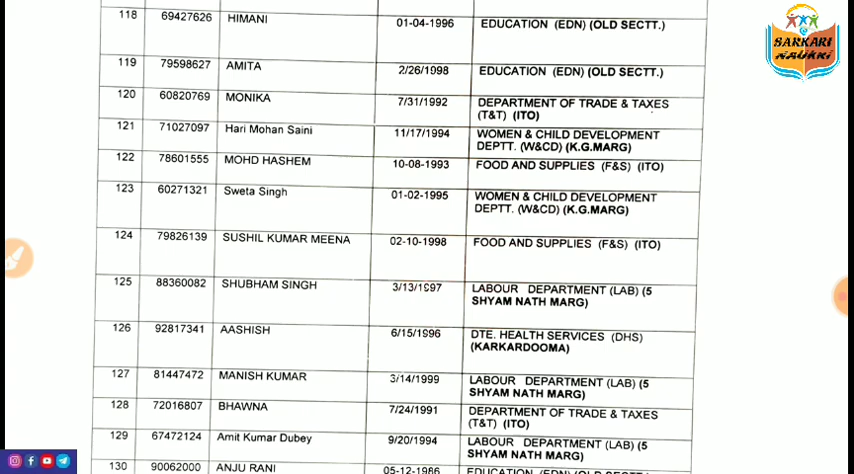 118 69427626 HIMANI 01-04-1996 EDUCATION (EDN) (OLD SECTT.)
119 79598627 AMITA 2/26/1998 EDUCATION (EDN) (OLD SECTT.)
120 60820769 MONIKA 7/31/1992 DEPARTMENT OF TRADE & TAXES
(T&T) (ITO)
121 71027097 Hari Mohan Saini 11/17/1994 WOMEN & CHILD DEVELOPMENT
DEPTT. (W&CD) (K.G.MARG)
122 78601555 MOHD HASHEM 10-08-1993 FOOD AND SUPPLIES (F&S) (ITO)
123 60271321 Sweta Singh 01-02-1995 WOMEN & CHILD DEVELOPMENT
DEPTT. (W&CD) (K.G.MARG)
124 79826139 SUSHIL KUMAR MEENA 02-10-1998 FOOD AND SUPPLIES (F&S) (ITO)
125 88360082 SHUBHAM SINGH 3/13/1997 LABOUR DEPARTMENT (LAB) (5
SHYAM NATH MARG)
126 92817341 AASHISH 6/15/1996 DTE. HEALTH SERVICES (DHS)
(KARKARDOOMA)
127 81447472 MANISH KUMAR 3/14/1999 LABOUR DEPARTMENT (LAB) (5
SHYAM NATH MARG)
128 72016807 BHAWNA 7/24/1991 DEPARTMENT OF TRADE & TAXES
(T&T) (ITO)
129 67472124 Amit Kumar Dubey 9/20/1994 LABOUR DEPARTMENT (LAB) (5
SHYAM NATH MARG)
130 90062000 ANJU RANI 05-12-1986 EDUCATION (EDN) (OLD SECTT.)
SARKARI
NAUKRI